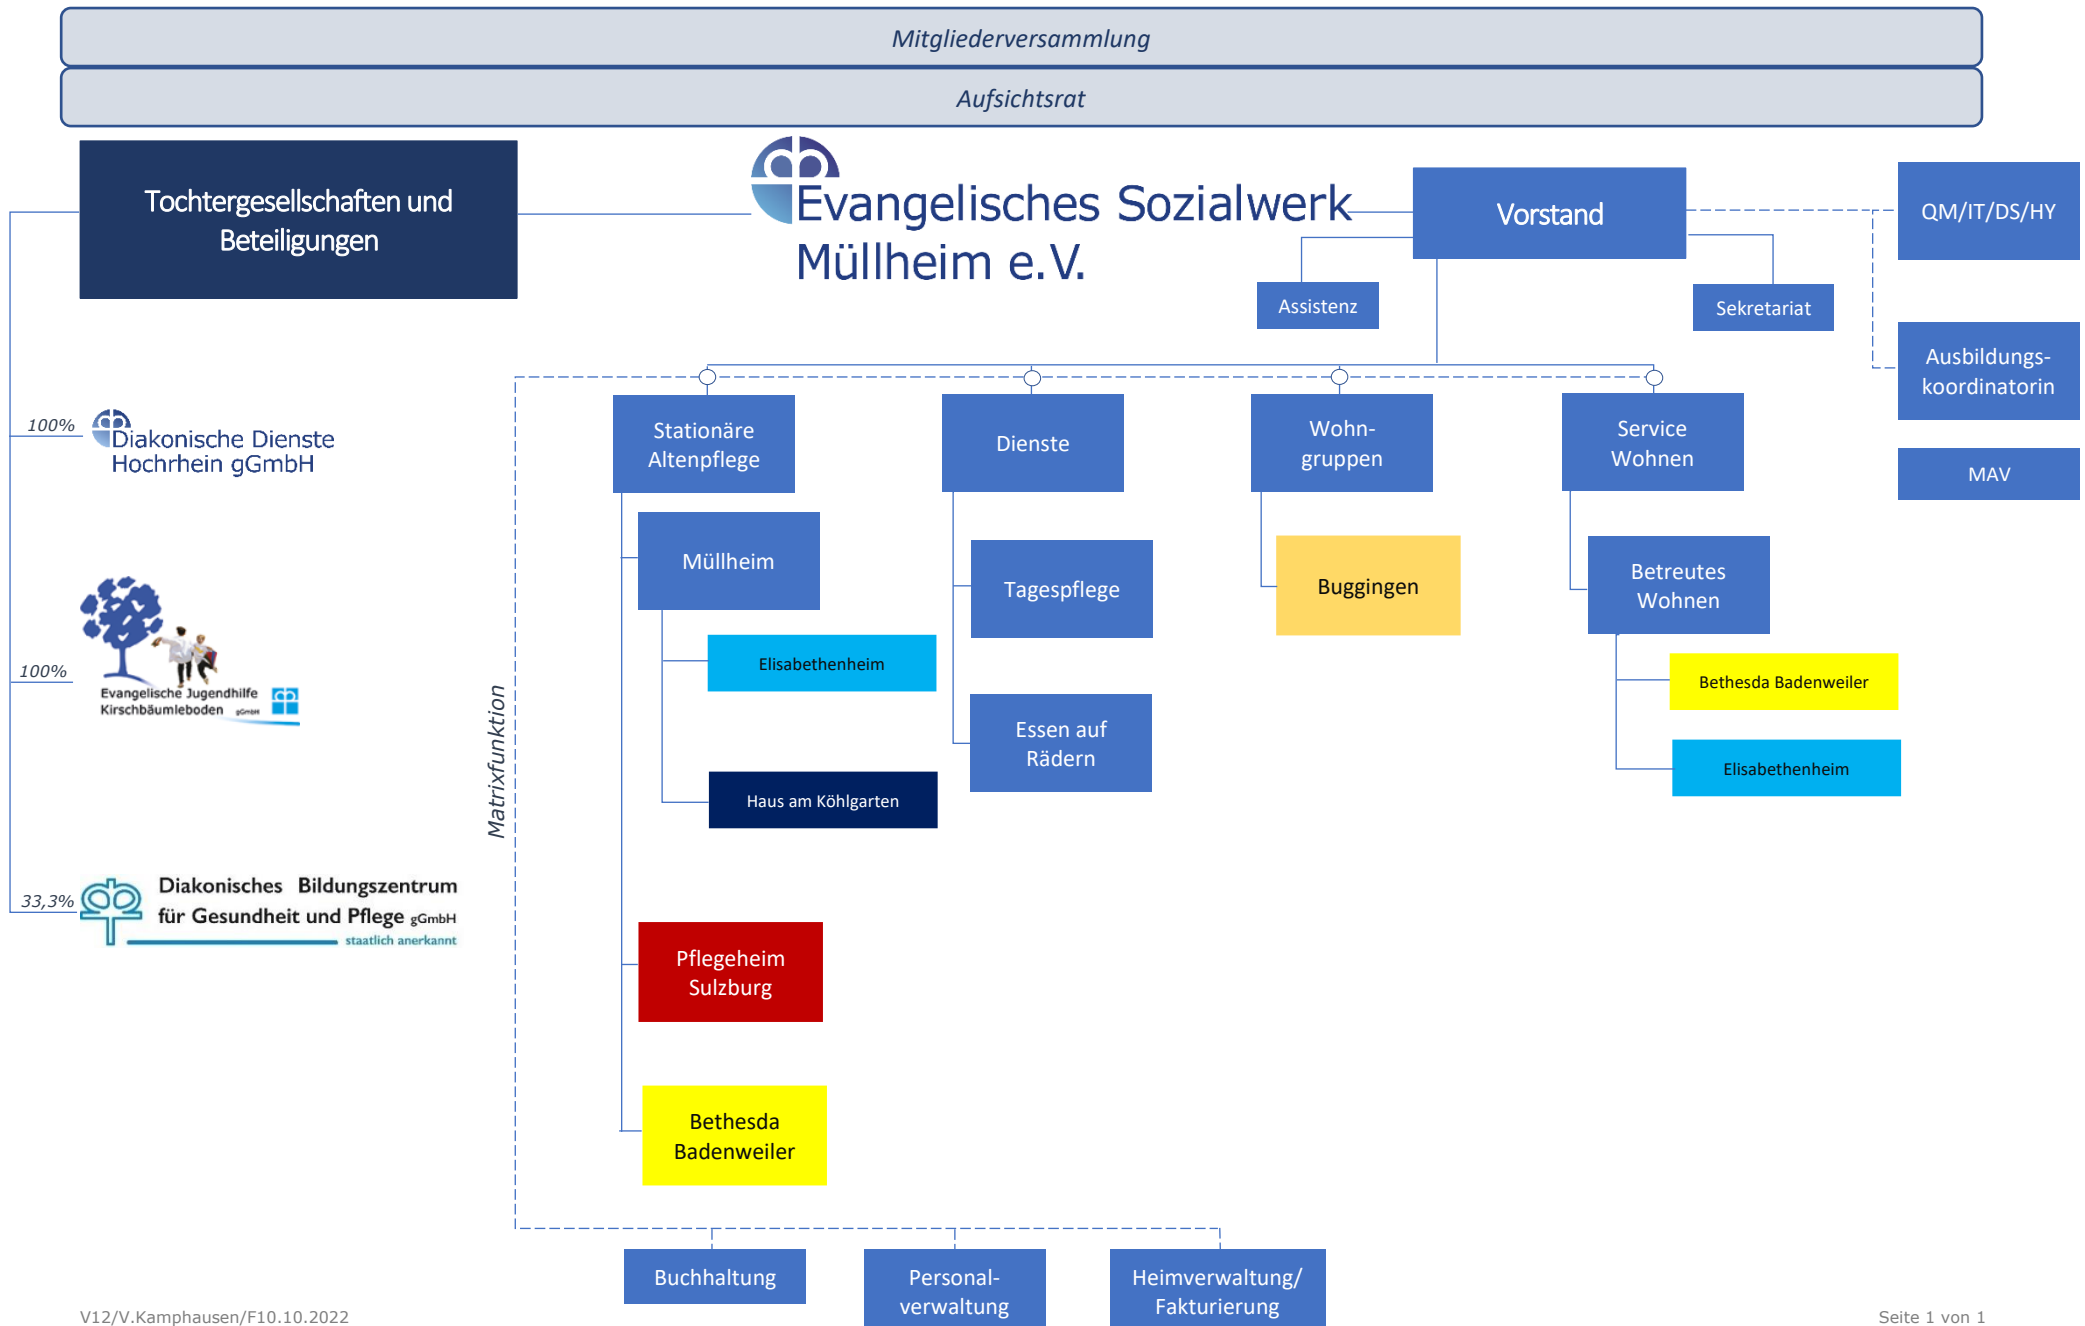 Mitgliederversammlung
Aufsichtsrat
Tochtergesellschaften und
Beteiligungen
Evangelisches Sozialwerk
Müllheim e.V.
Vorstand
QM/IT/DS/HY
Assistenz
Sekretariat
Ausbildungs-
koordinatorin
MAV
100%
Diakonische Dienste
Hochrhein gGmbH
100%
Evangelische Jugendhilfe
Kirschbäumleboden gGmbH
33,3%
Diakonisches Bildungszentrum
für Gesundheit und Pflege gGmbH
staatlich anerkannt
Matrixfunktion
Stationäre
Altenpflege
Müllheim
Elisabethenheim
Haus am Köhlgarten
Pflegeheim
Sulzburg
Bethesda
Badenweiler
Dienste
Tagespflege
Essen auf
Rädern
Wohn-
gruppen
Buggingen
Service
Wohnen
Betreutes
Wohnen
Bethesda Badenweiler
Elisabethenheim
Buchhaltung
Personal-
verwaltung
Heimverwaltung/
Fakturierung
V12/V.Kamphausen/F10.10.2022
Seite 1 von 1